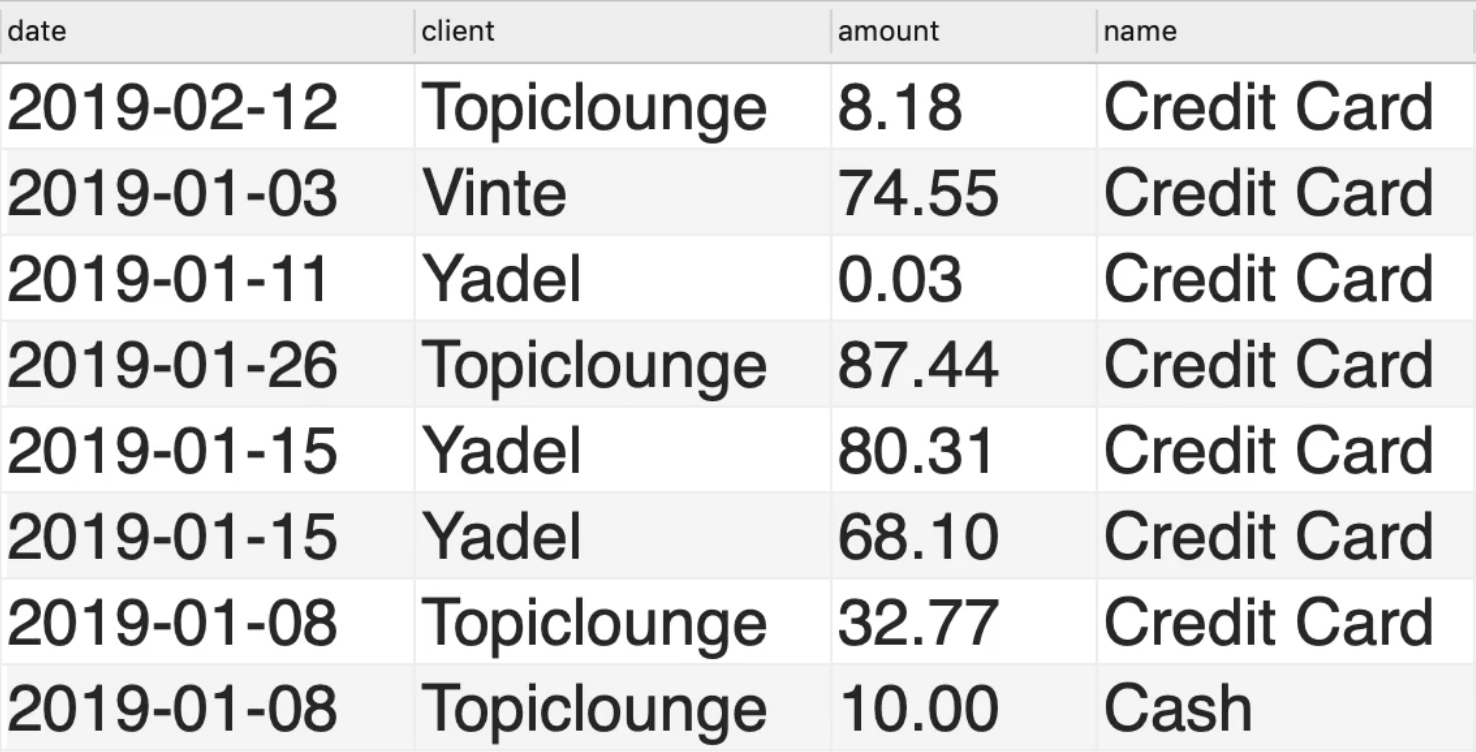 date client amount name
2019-02-12 Topiclounge 8.18 Credit Card
2019-01-03 Vinte 74.55 Credit Card
2019-01-11 Yadel 0.03 Credit Card
2019-01-26 Topiclounge 87.44 Credit Card
2019-01-15 Yadel 80.31 Credit Card
2019-01-15 Yadel 68.10 Credit Card
2019-01-08 Topiclounge 32.77 Credit Card
2019-01-08 Topiclounge 10.00 Cash